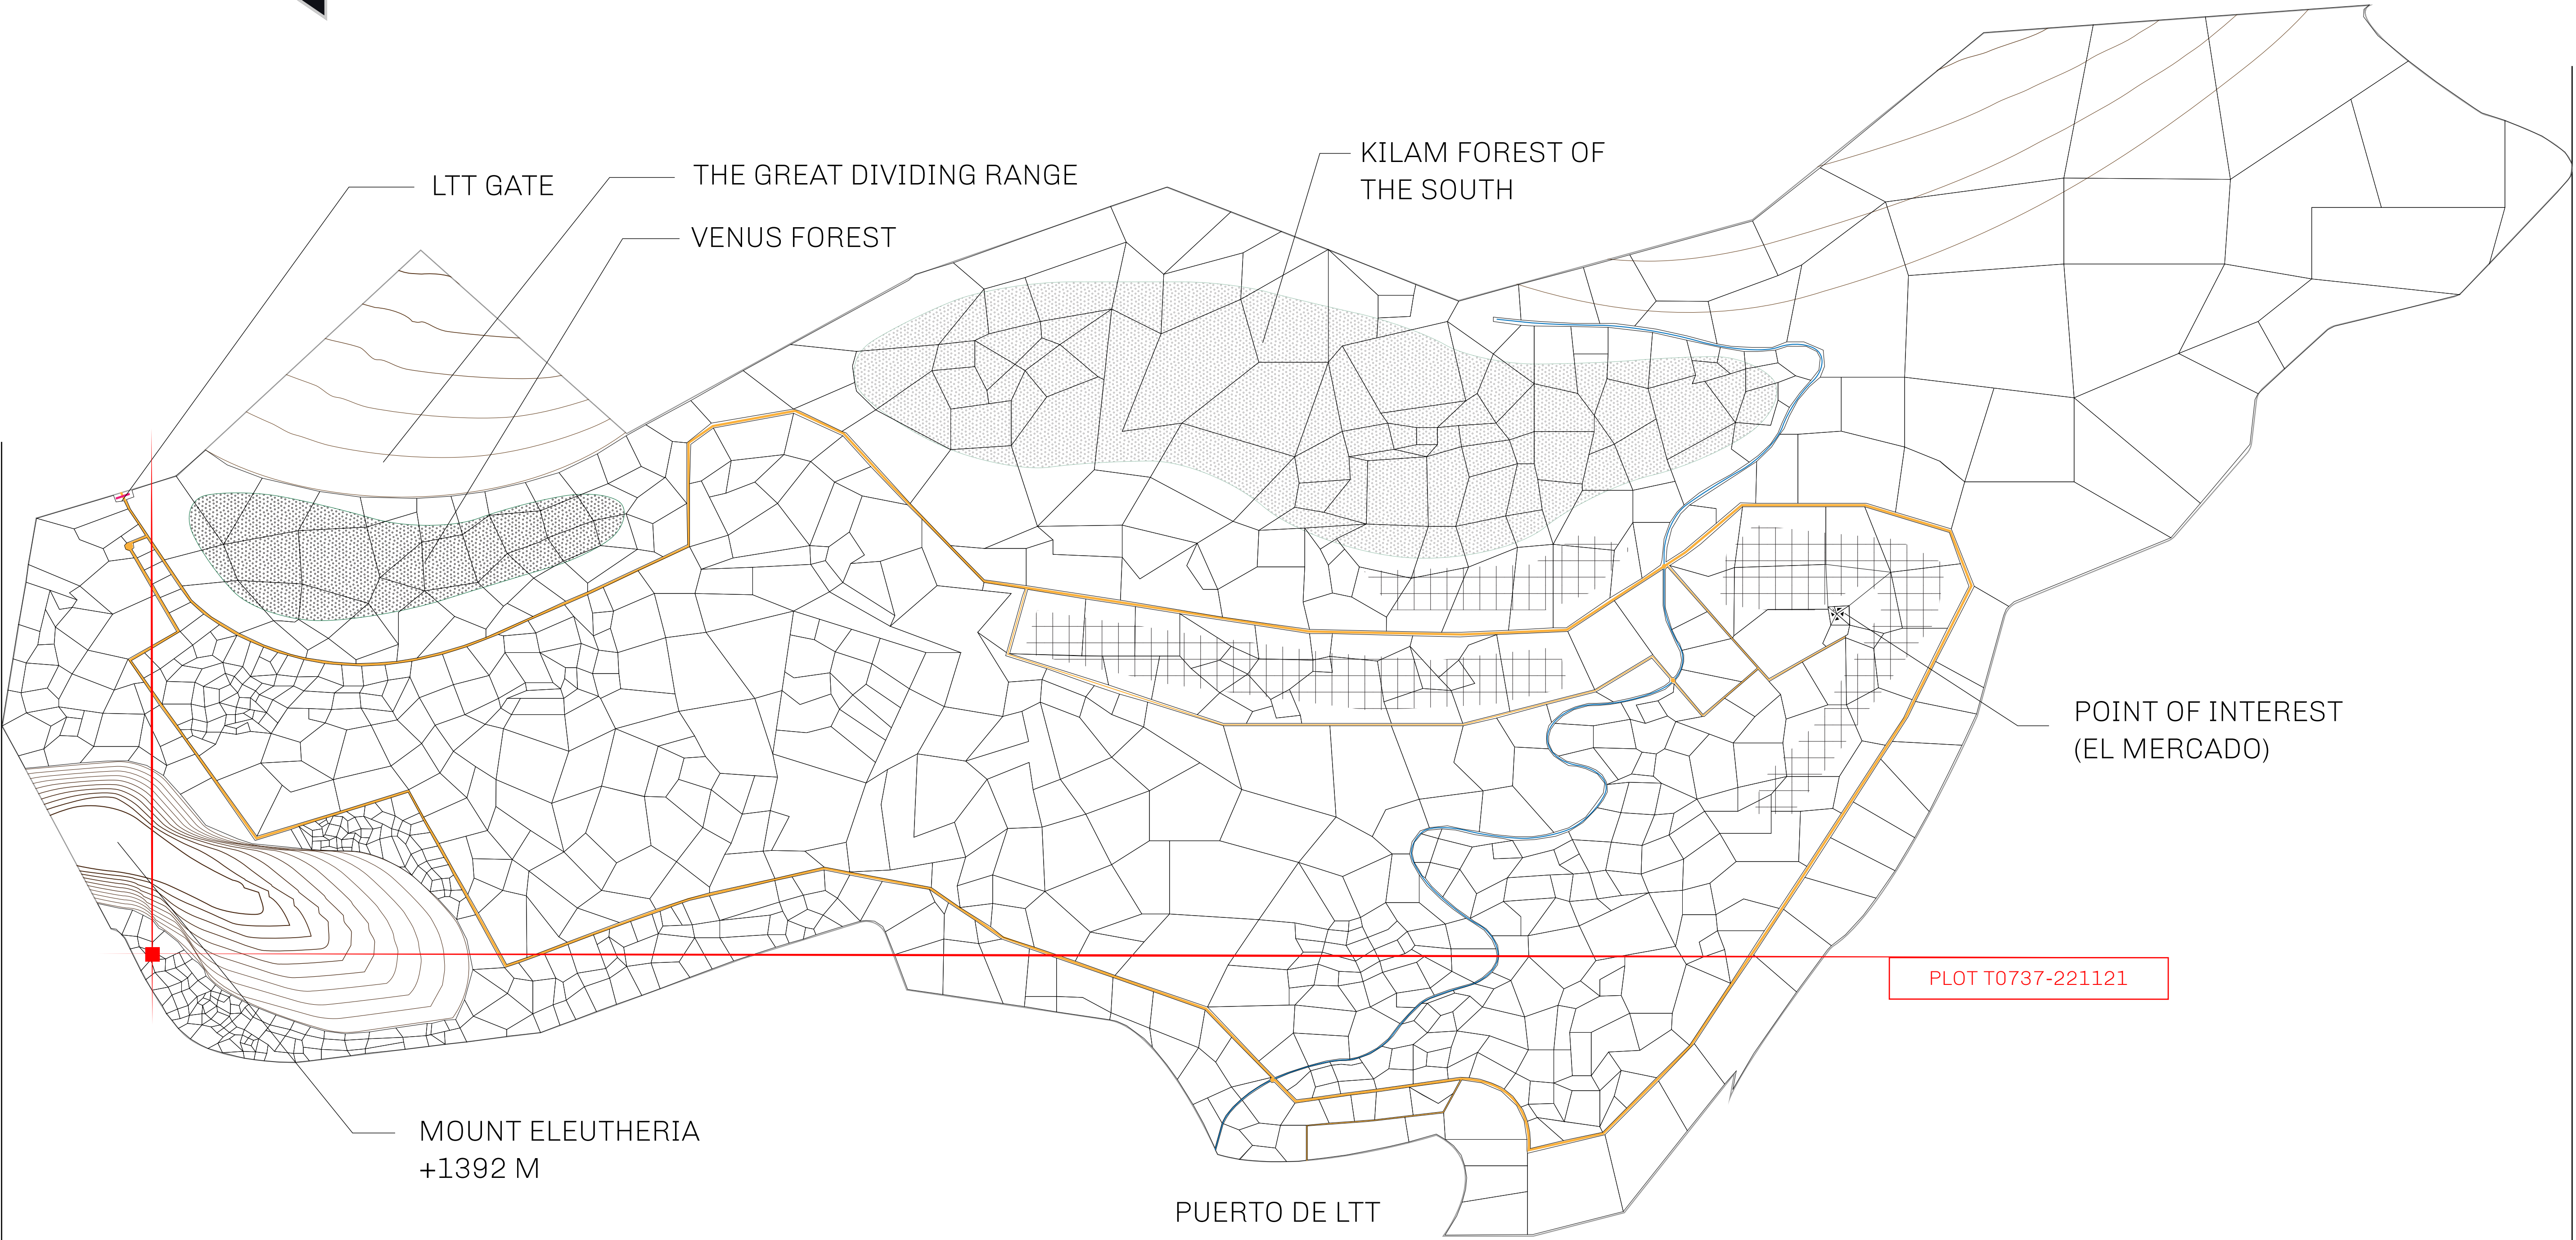 KILAM FOREST OF
THE SOUTH
THE GREAT DIVIDING RANGE
LTT GATE
VENUS FOREST
POINT OF INTEREST
(EL MERCADO)
PLOT T0737-221121
MOUNT ELEUTHERIA
+1392 M
PUERTO DE LTT